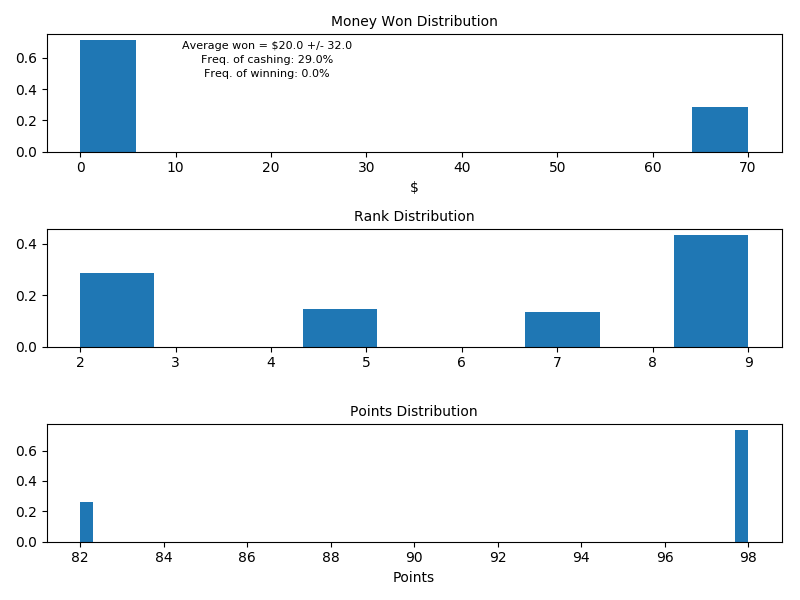 Money Won Distribution
Average won = $20.0 +/- 32.0
Freq. of cashing: 29.0%
Freq. of winning: 0.0%
0.6
0.4
0.2
0.0
0 10 20 30 40 50 60 70
$
Rank Distribution
0.4
0.2
0.0
2 3 4 5 6 7 8 9
Points Distribution
0.6
0.4
0.2
0.0
82 84 86 88 90 92 94 96 98
Points